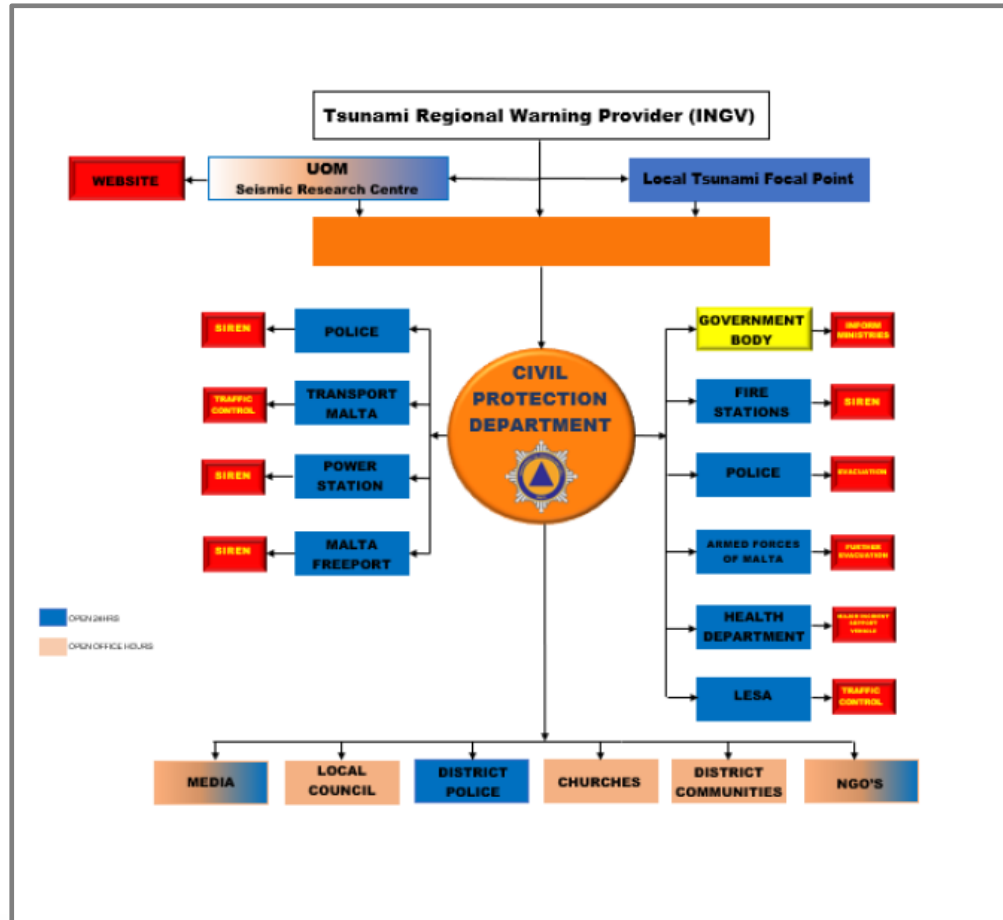 Tsunami Regional Warning Provider (INGV)
WEBSITE
UOM
Seismic Research Centre
Local Tsunami Focal Point
SIREN
POLICE
TRAFFIC
CONTROL
TRANSPORT
MALTA
SIREN
POWER
STATION
SIREN
MALTA
FREEPORT
CIVIL
PROTECTION
DEPARTMENT
GOVERNMENT
BODY
INFORM
MINISTRIES
FIRE
STATIONS
SIREN
POLICE
EVACUATION
ARMED FORCES
OF MALTA
FURTHER
EVACUATION
HEALTH
DEPARTMENT
VEHICLE
LESA
TRAFFIC
CONTROL
OPEN 24HRS
OPEN OFFICE HOURS
MEDIA
LOCAL
COUNCIL
DISTRICT
POLICE
CHURCHES
DISTRICT
COMMUNITIES
NGO'S